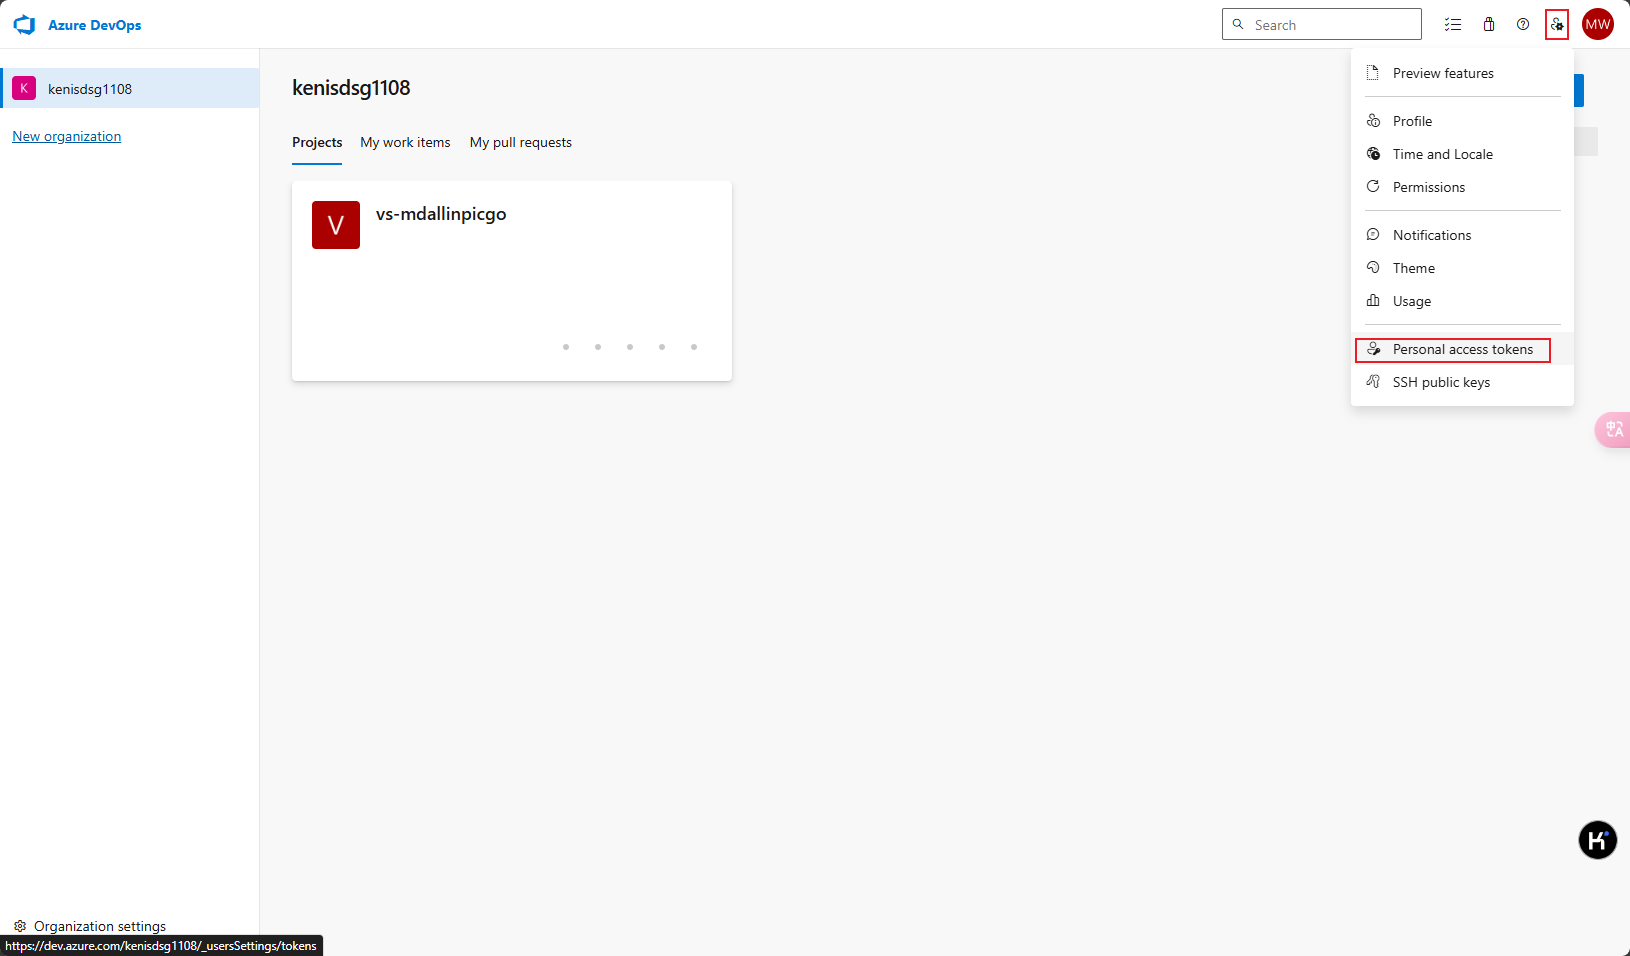 Azure DevOps
Search
MW
K
kenisdsg1108
New organization
kenisdsg1108
Projects
My work items
My pull requests
V
vs-mdallinpicgo
Preview features
Profile
Time and Locale
Permissions
Notifications
Theme
Usage
Personal access tokens
SSH public keys
中A
K
Organization settings
https://dev.azure.com/kenisdsg1108/_usersSettings/tokens